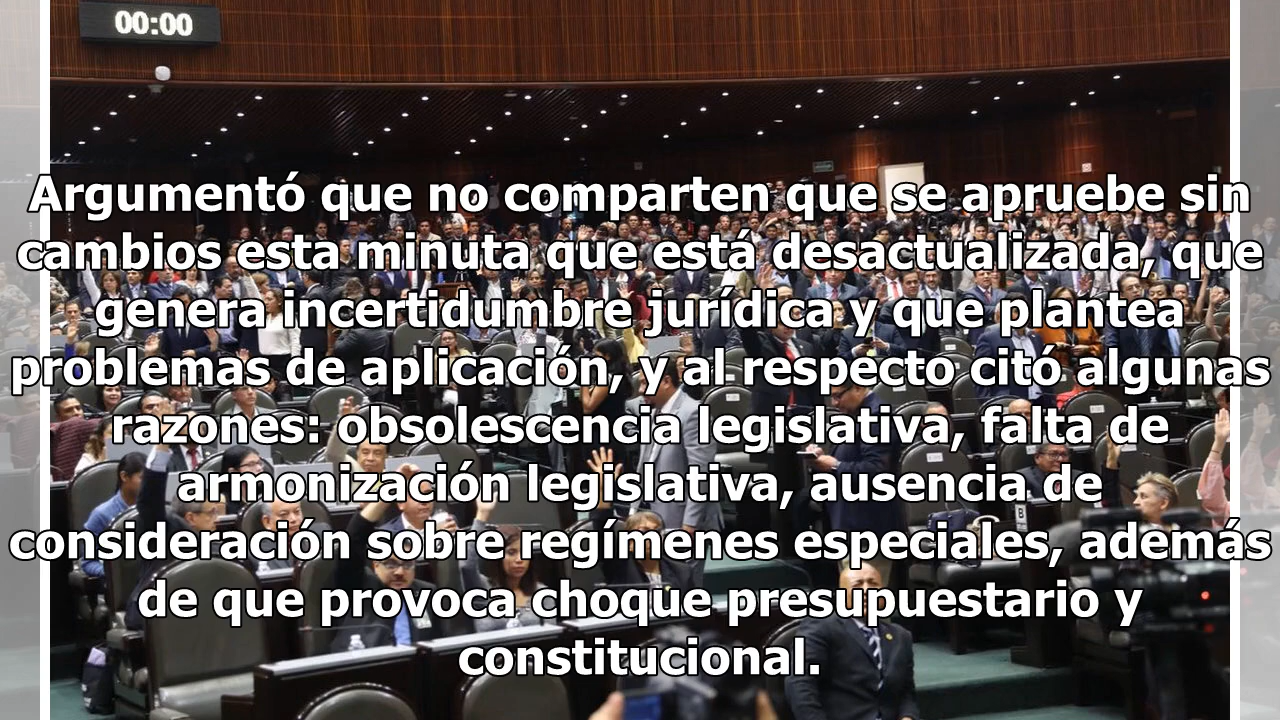 00:00
Argumentó que no comparten que se apruebe sin
cambios esta minuta que está desactualizada, que
genera incertidumbre jurídica y que plantea
problemas de aplicación, y al respecto citó algunas
razones: obsolescencia legislativa, falta de
armonización legislativa, ausencia de
consideración sobre regímenes especiales, además
de que provoca choque presupuestario y
constitucional.
B